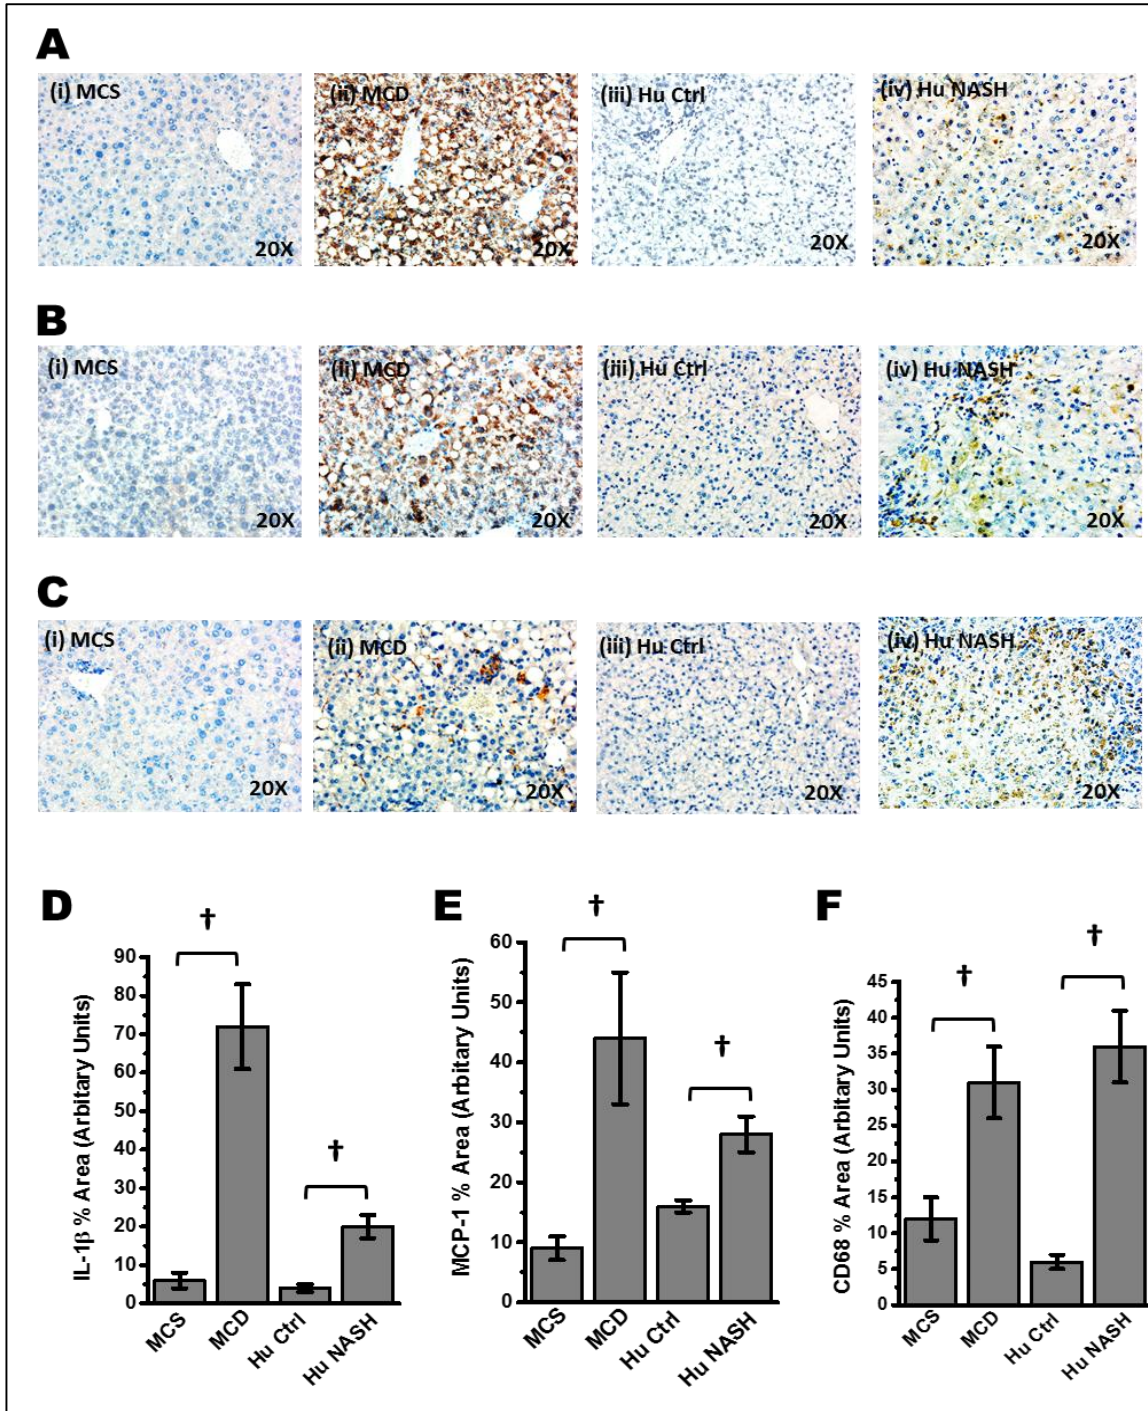 A
(i) MCS
(ii) MCD
(iii) Hu Ctrl
(iv) Hu NASH
20X
20X
20X
20X
B
(i) MCS
(ii) MCD
(iii) Hu Ctrl
(iv) Hu NASH
20X
20X
20X
20X
C
(i) MCS
(ii) MCD
(iii) Hu Ctrl
(iv) Hu NASH
20X
20X
20X
20X
D
†
†
90
80
70
60
50
40
30
20
10
0
IL-1β % Area (Arbitary Units)
MCS
MCD
Hu Ctrl
Hu NASH
E
†
†
60
50
40
30
20
10
0
MCP-1 % Area (Arbitary Units)
MCS
MCD
Hu Ctrl
Hu NASH
F
†
†
45
40
35
30
25
20
15
10
5
0
CD68 % Area (Arbitary Units)
MCS
MCD
Hu Ctrl
Hu NASH